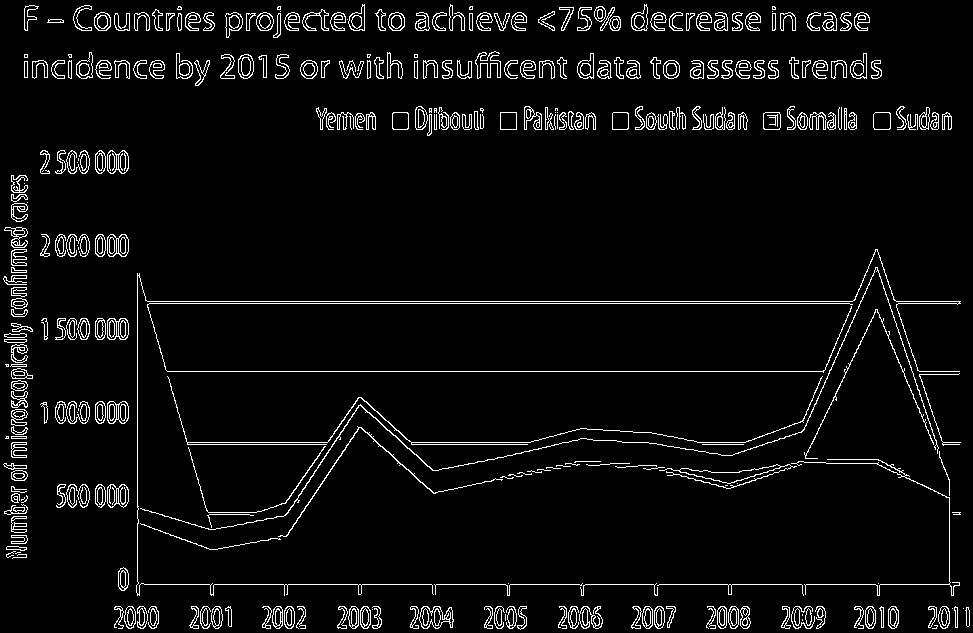 F – Countries projected to achieve <75% decrease in case
incidence by 2015 or with insufficent data to assess trends
Yemen Djibouti Pakistan South Sudan Somalia Sudan
Number of microscopically confirmed cases
2 500 000
2 000 000
1 500 000
1 000 000
500 000
0
2000 2001 2002 2003 2004 2005 2006 2007 2008 2009 2010 2011